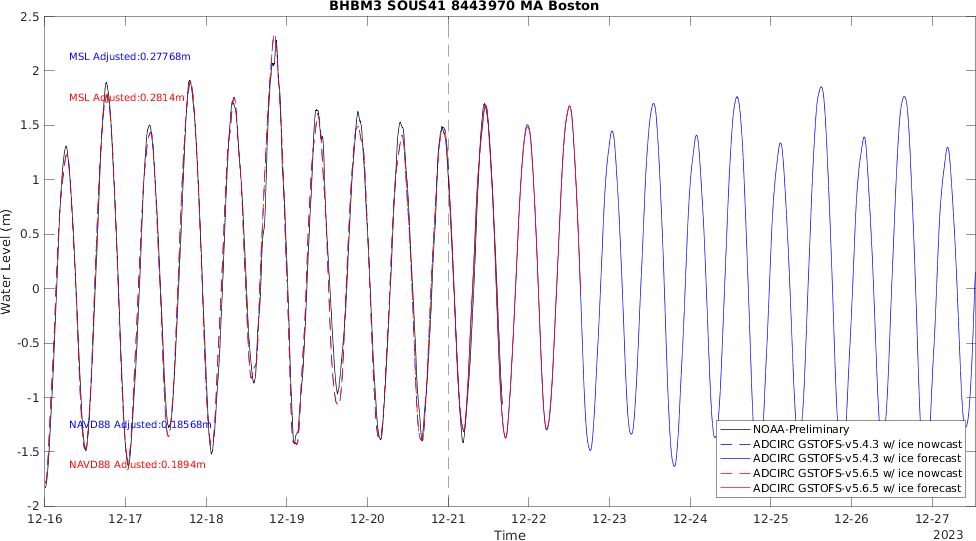 BHBM3 SOUS41 8443970 MA Boston
2.5
2
1.5
1
0.5
0
-0.5
-1
-1.5
-2
Water Level (m)
MSL Adjusted:0.27768m
MSL Adjusted:0.2814m
NAVD88 Adjusted:0.18568m
NAVD88 Adjusted:0.1894m
NOAA-Preliminary
ADCIRC GSTOFS-v5.4.3 w/ ice nowcast
ADCIRC GSTOFS-v5.4.3 w/ ice forecast
ADCIRC GSTOFS-v5.6.5 w/ ice nowcast
ADCIRC GSTOFS-v5.6.5 w/ ice forecast
12-16 12-17 12-18 12-19 12-20 12-21 12-22 12-23 12-24 12-25 12-26 12-27
Time
2023